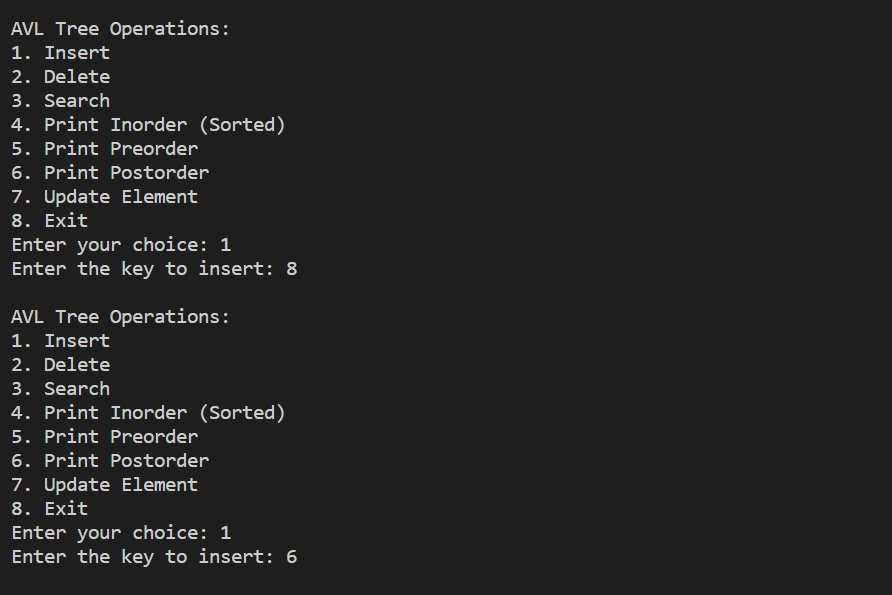 AVL Tree Operations:
1. Insert
2. Delete
3. Search
4. Print Inorder (Sorted)
5. Print Preorder
6. Print Postorder
7. Update Element
8. Exit
Enter your choice: 1
Enter the key to insert: 8

AVL Tree Operations:
1. Insert
2. Delete
3. Search
4. Print Inorder (Sorted)
5. Print Preorder
6. Print Postorder
7. Update Element
8. Exit
Enter your choice: 1
Enter the key to insert: 6